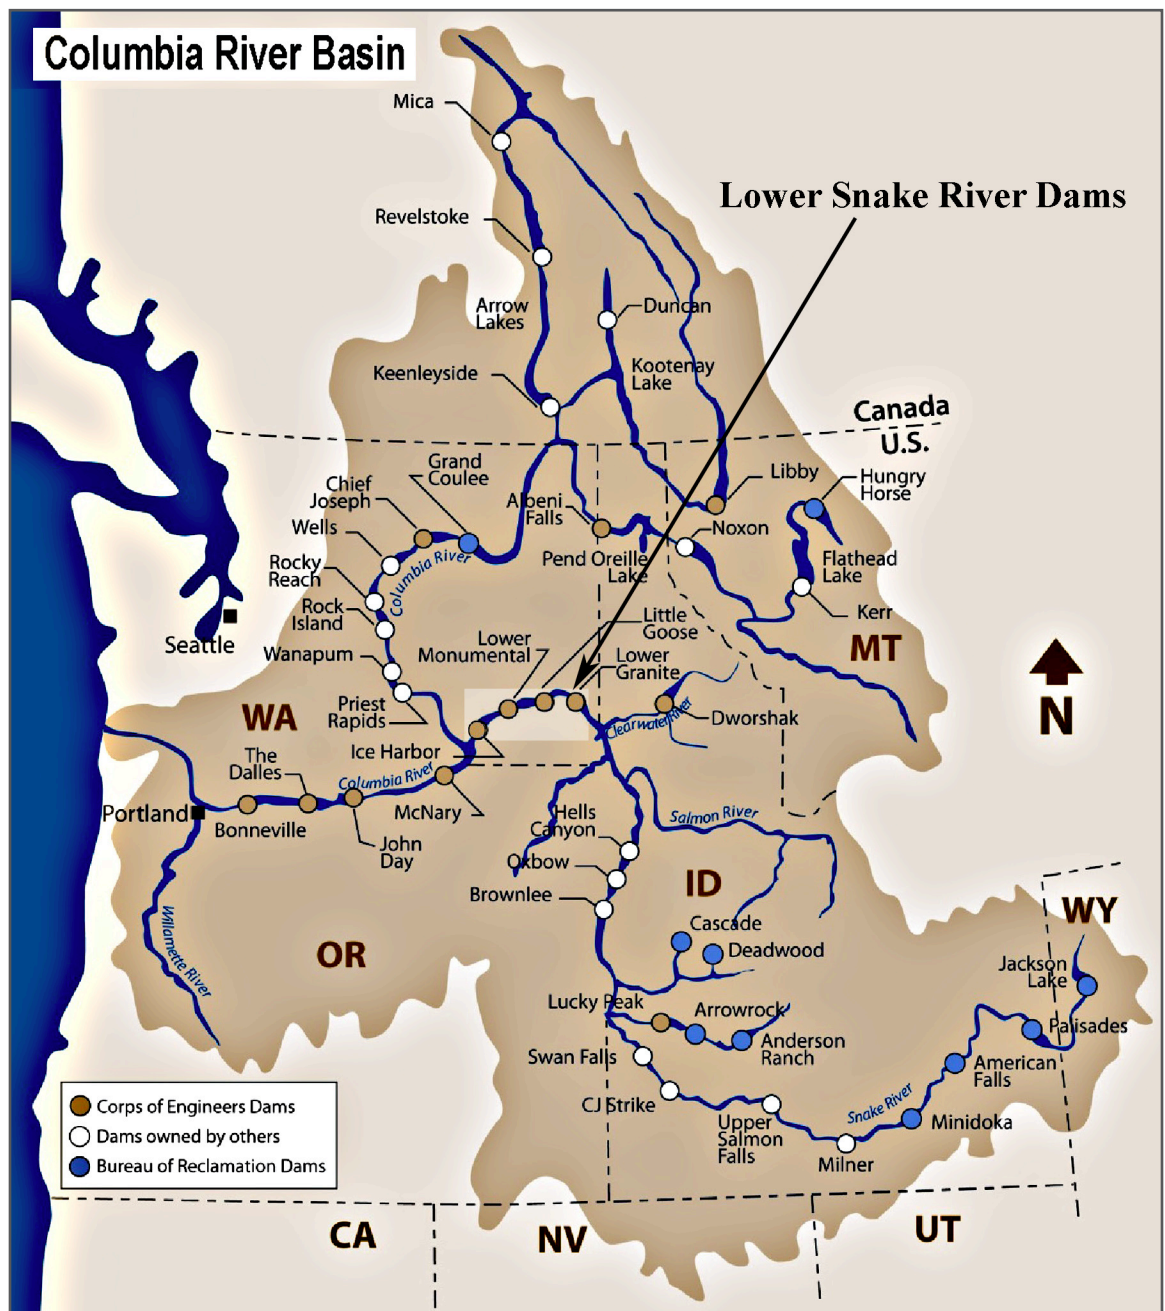 Columbia River Basin
Mica
Lower Snake River Dams
Revelstoke
Arrow
Lakes
Duncan
Keenleyside
Kootenay
Lake
Canada
U.S.
Grand
Coulee
Chief
Joseph
Libby
Hungry
Horse
Albeni
Falls
Wells
Noxon
Rocky
Reach
Columbia River
Pend Oreille
Lake
Flathead
Lake
Rock
Island
Kerr
Seattle
Little
Goose
Lower
Monumental
Lower
Granite
MT
Wanapum
Priest
Rapids
WA
Clearwater River
Dworshak
N
Ice Harbor
The
Dalles
Columbia River
McNary
Portland
Bonneville
John
Day
Hells
Canyon
Salmon River
Oxbow
Brownlee
ID
WY
Willamette River
OR
Cascade
Deadwood
Jackson
Lake
Lucky Peak
Arrowrock
Palisades
Anderson
Ranch
Swan Falls
American
Falls
CJ Strike
Snake River
Upper
Salmon
Falls
Minidoka
Milner
Corps of Engineers Dams
Dams owned by others
Bureau of Reclamation Dams
CA
NV
UT